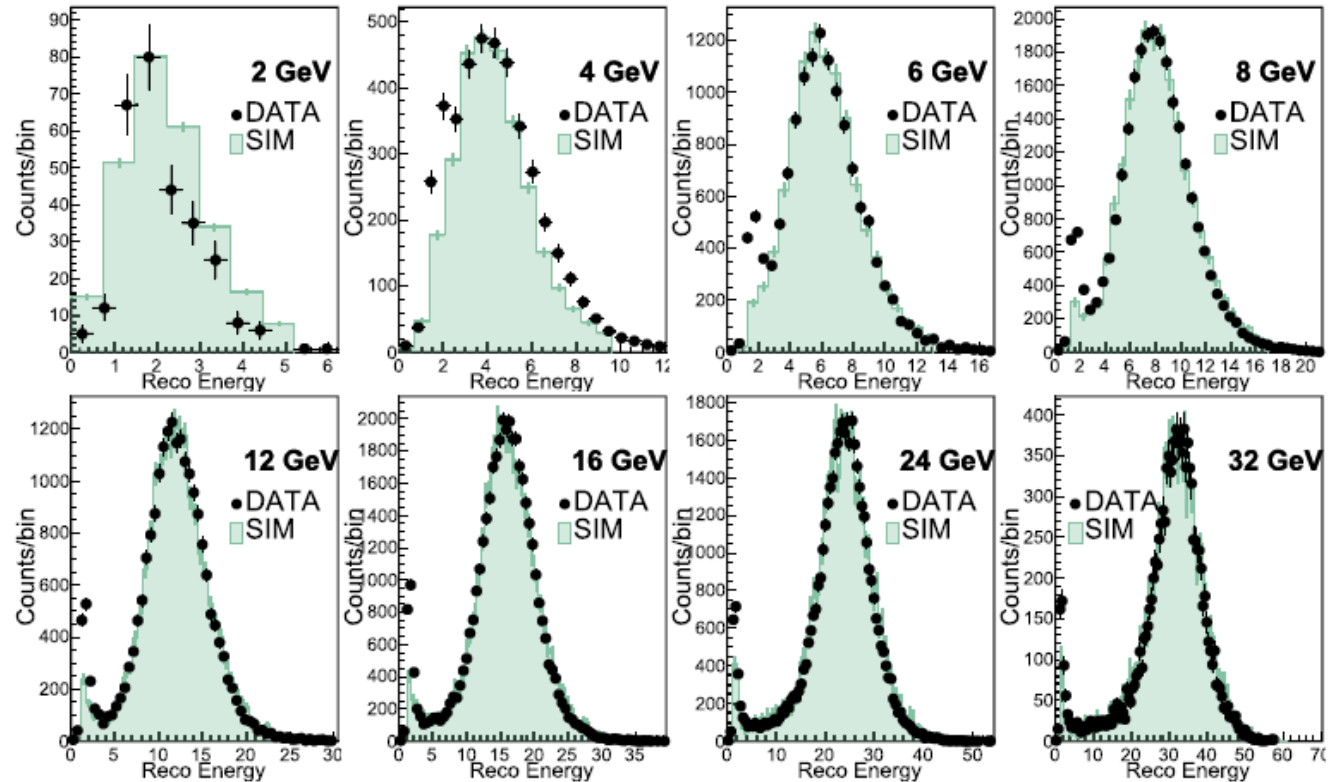 90
80
70
60
50
40
30
20
10
0
Counts/bin
2 GeV
DATA
SIM
0 1 2 3 4 5 6
Reco Energy
500
400
300
200
100
0
Counts/bin
4 GeV
DATA
SIM
0 2 4 6 8 10 12
Reco Energy
1200
1000
800
600
400
200
0
Counts/bin
6 GeV
DATA
SIM
0 2 4 6 8 10 12 14 16
Reco Energy
2000
1800
1600
1400
1200
1000
800
600
400
200
0
Counts/bin
8 GeV
DATA
SIM
0 2 4 6 8 10 12 14 16 18 20
Reco Energy
1200
1000
800
600
400
200
0
Counts/bin
12 GeV
DATA
SIM
0 5 10 15 20 25 30
Reco Energy
2000
1800
1600
1400
1200
1000
800
600
400
200
0
Counts/bin
16 GeV
DATA
SIM
0 5 10 15 20 25 30 35
Reco Energy
1800
1600
1400
1200
1000
800
600
400
200
0
Counts/bin
24 GeV
DATA
SIM
0 10 20 30 40 50
Reco Energy
400
350
300
250
200
150
100
50
0
Counts/bin
32 GeV
DATA
SIM
0 10 20 30 40 50 60 70
Reco Energy